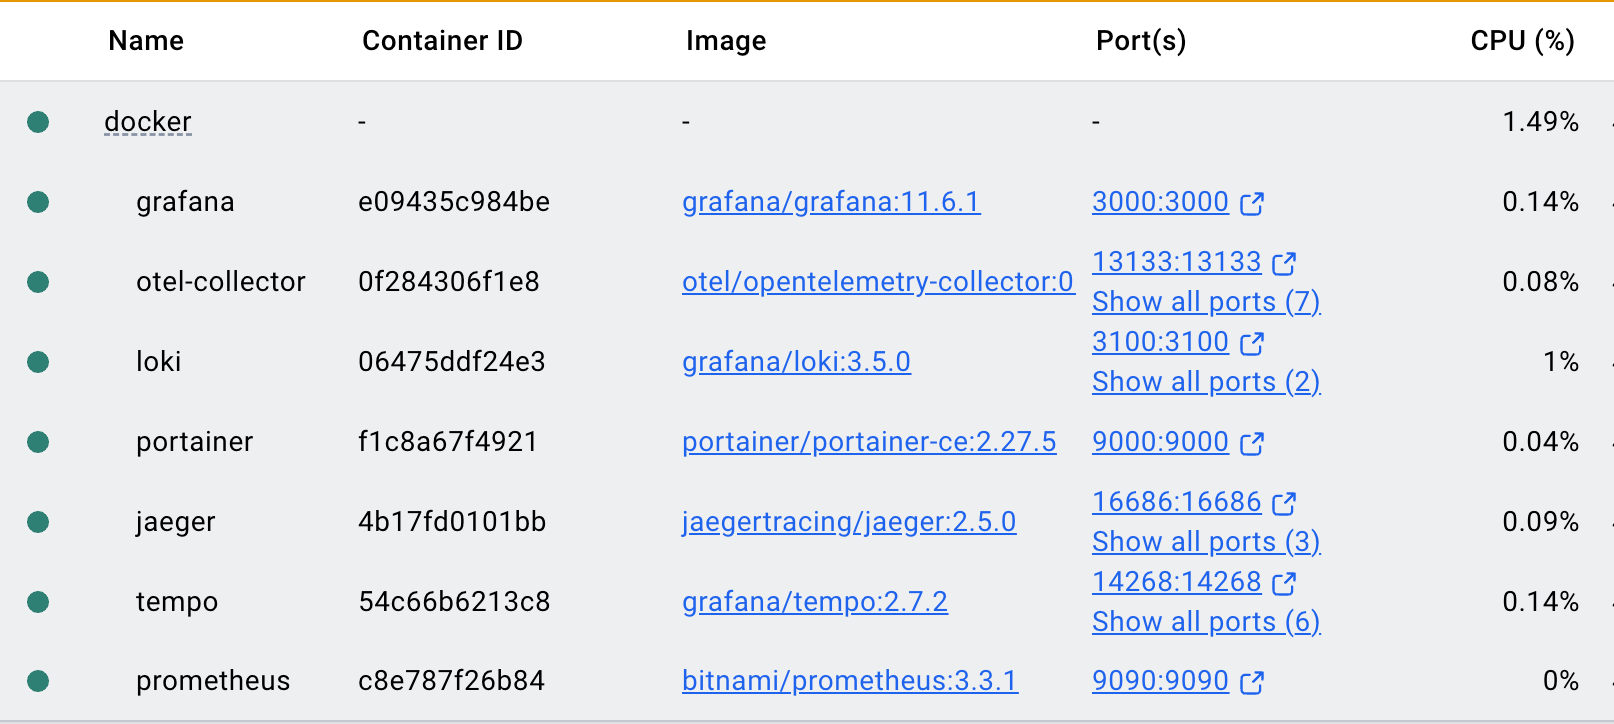 Name Container ID Image Port(s) CPU (%)
docker - - - 1.49%
grafana e09435c984be grafana/grafana:11.6.1 3000:3000 0.14%
otel-collector 0f284306f1e8 otel/opentelemetry-collector:0 13133:13133 0.08%
Show all ports (7)
loki 06475ddf24e3 grafana/loki:3.5.0 3100:3100 1%
Show all ports (2)
portainer f1c8a67f4921 portainer/portainer-ce:2.27.5 9000:9000 0.04%
jaeger 4b17fd0101bb jaegertracing/jaeger:2.5.0 16686:16686 0.09%
Show all ports (3)
tempo 54c66b6213c8 grafana/tempo:2.7.2 14268:14268 0.14%
Show all ports (6)
prometheus c8e787f26b84 bitnami/prometheus:3.3.1 9090:9090 0%